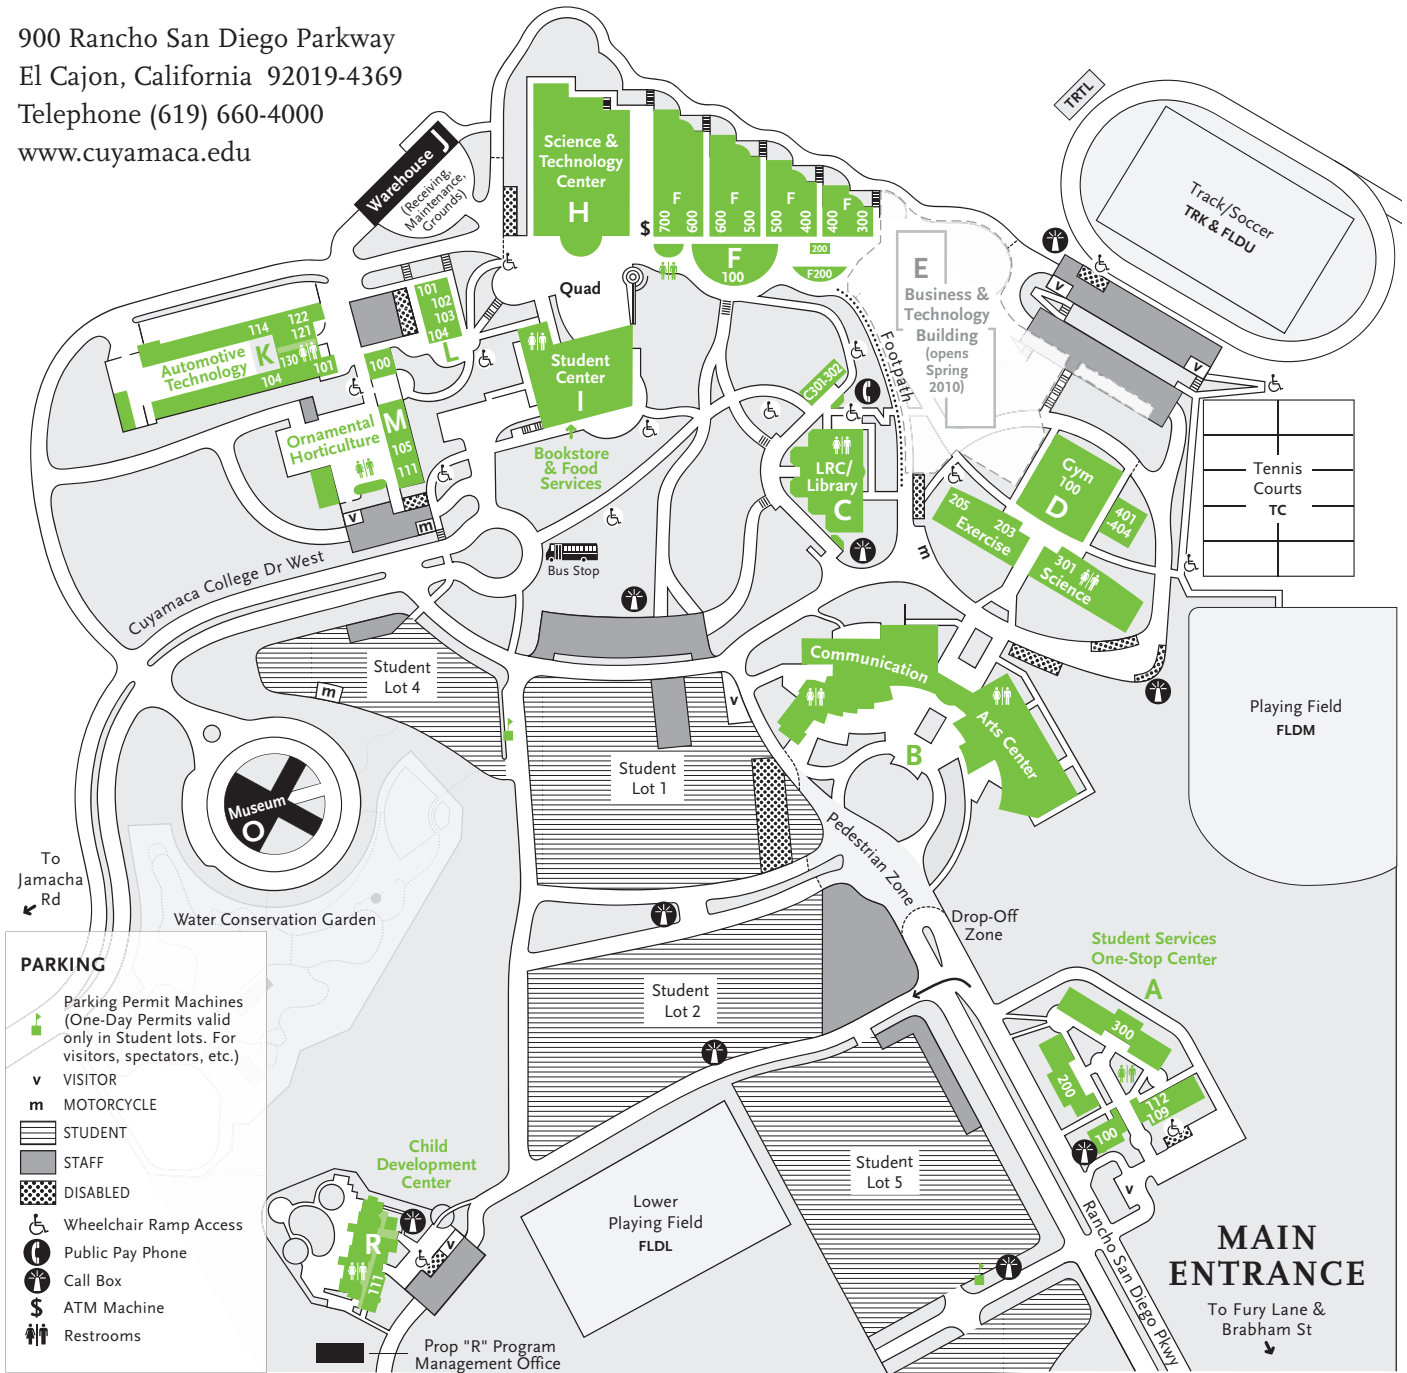 900 Rancho San Diego Parkway
El Cajon, California 92019-4369
Telephone (619) 660-4000
www.cuyamaca.edu
TRTL
Track/Soccer
TRK & FLDU
Warehouse J
(Receiving,
Maintenance,
Grounds)
Science &
Technology
Center
H
$
F
700
600
F
600
500
F
500
400
F
400
300
F
100
200
F200
Quad
E
Business &
Technology
Building
(opens
Spring
2010)
Footpath
101
102
103
104
L
114
122
121
Automotive
Technology
K
130
101
104
100
M
105
111
Ornamental
Horticulture
v
m
Student
Center
I
Bookstore
& Food
Services
C301-302
LRC/
Library
C
v
v
Gym
100
D
401
-404
205
203
Exercise
301
Science
m
Tennis
Courts
TC
Bus Stop
Cuyamaca College Dr West
Student
Lot 4
m
v
Student
Lot 1
Communication
Arts Center
B
Playing Field
FLDM
Museum
O
To
Jamacha
Rd
Water Conservation Garden
Pedestrian Zone
Drop-Off
Zone
Student
Lot 2
Student Services
One-Stop Center
A
300
200
112
109
100
v
Student
Lot 5
Child
Development
Center
R
111
v
Lower
Playing Field
FLDL
Rancho San Diego Pkwy
MAIN
ENTRANCE
To Fury Lane &
Brabham St
Prop "R" Program
Management Office
PARKING
Parking Permit Machines
(One-Day Permits valid
only in Student lots. For
visitors, spectators, etc.)
v VISITOR
m MOTORCYCLE
STUDENT
STAFF
DISABLED
Wheelchair Ramp Access
Public Pay Phone
Call Box
$ ATM Machine
Restrooms